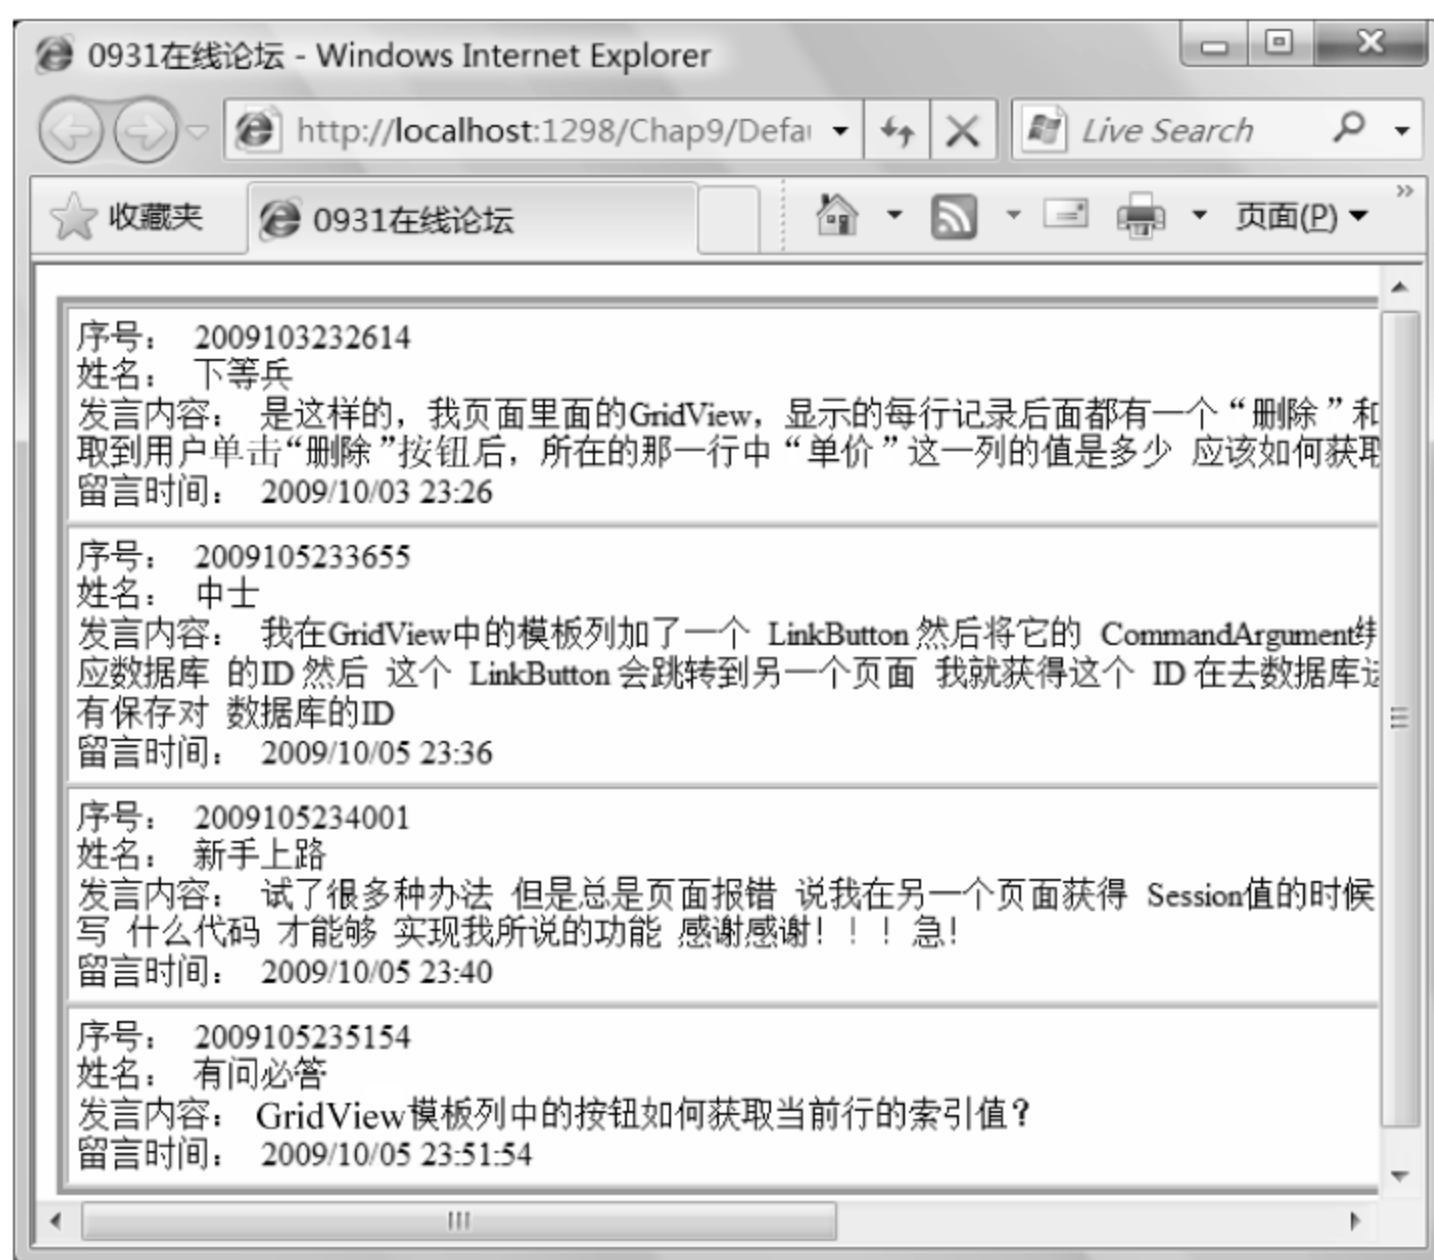 0931在线论坛 - Windows Internet Explorer
http://localhost:1298/Chap9/Defau
Live Search
收藏夹
0931在线论坛
页面(P)
序号： 2009103232614
姓名： 下等兵
发言内容： 是这样的，我页面里面的GridView，显示的每行记录后面都有一个“删除”和
取到用户单击“删除”按钮后，所在的那一行中“单价”这一列的值是多少 应该如何获取
留言时间： 2009/10/03 23:26
序号： 2009105233655
姓名： 中士
发言内容： 我在GridView中的模板列加了一个 LinkButton 然后将它的 CommandArgument
应数据库 的ID 然后 这个 LinkButton 会跳转到另一个页面 我就获得这个 ID 在去数据库
有保存对 数据库的ID
留言时间： 2009/10/05 23:36
序号： 2009105234001
姓名： 新手上路
发言内容： 试了很多种办法 但是总是页面报错 说我在另一个页面获得 Session值的时候
写 什么代码 才能够 实现我所说的功能 感谢感谢！！！急！
留言时间： 2009/10/05 23:40
序号： 2009105235154
姓名： 有问必答
发言内容： GridView模板列中的按钮如何获取当前行的索引值？
留言时间： 2009/10/05 23:51:54